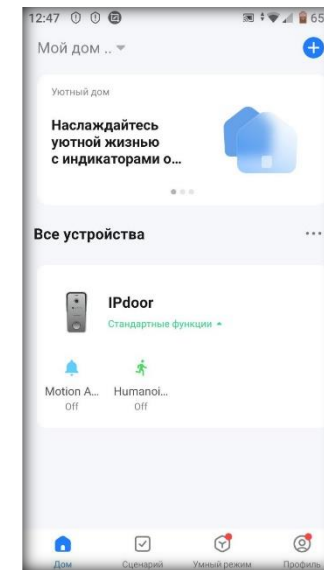 12:47
65
Мой дом ..
Уютный дом
Наслаждайтесь
уютной жизнью
с индикаторами о...
Все устройства
...
IPdoor
Стандартные функции
Motion A... Humanoi...
Off Off
Дом Сценарий Умный режим Профиль